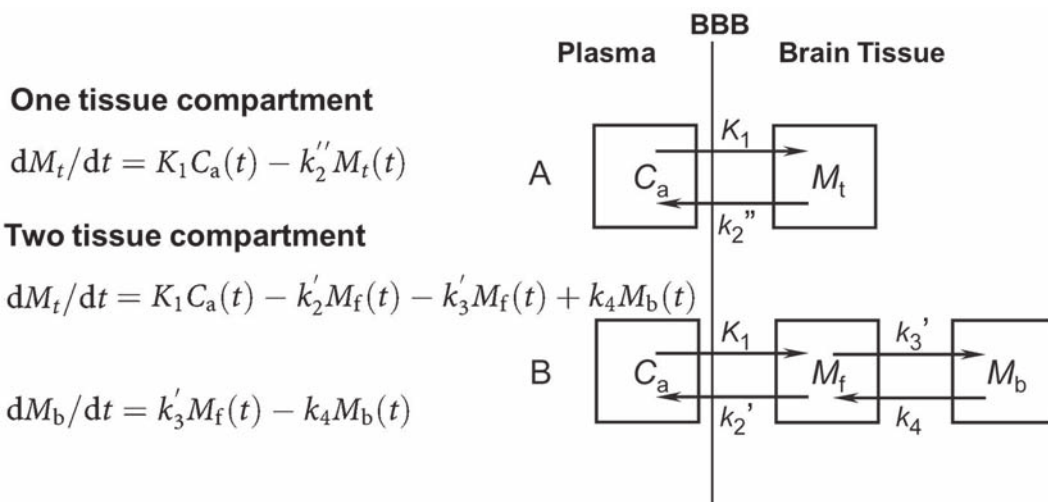 BBB
Plasma
Brain Tissue
One tissue compartment
dM_t/dt = K_1C_a(t) − k_2''M_t(t)
A
C_a
K_1
k_2”
M_t
Two tissue compartment
dM_t/dt = K_1C_a(t) − k_2'M_f(t) − k_3'M_f(t) + k_4M_b(t)
dM_b/dt = k_3'M_f(t) − k_4M_b(t)
B
C_a
K_1
k_2’
M_f
k_3’
k_4
M_b